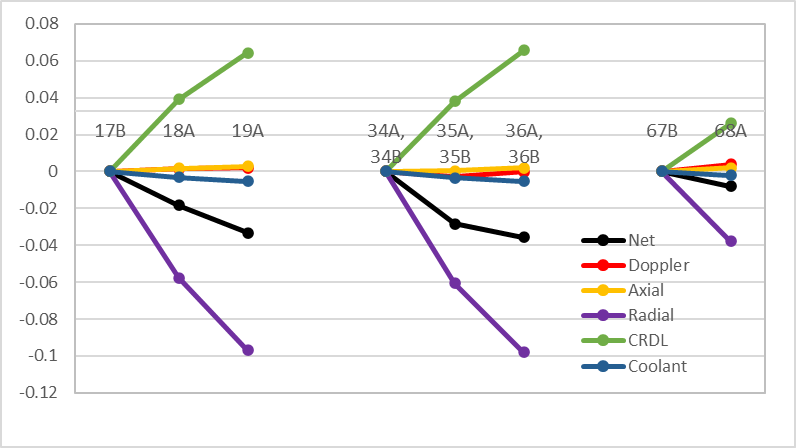 0.08
0.06
0.04
0.02
0
-0.02
-0.04
-0.06
-0.08
-0.1
-0.12
17B 18A 19A 34A, 35A, 36A, 67B 68A
34B 35B 36B
Net
Doppler
Axial
Radial
CRDL
Coolant